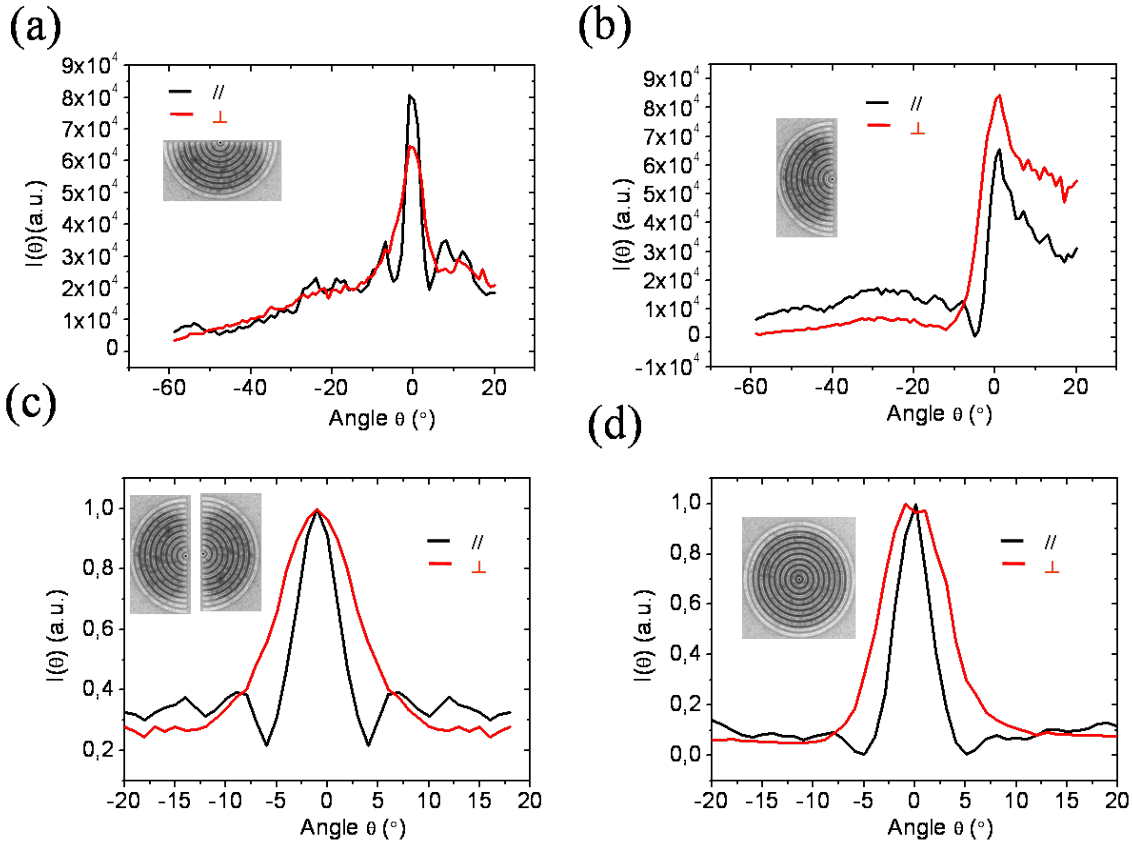 (a)
9x10⁴
8x10⁴
7x10⁴
6x10⁴
5x10⁴
4x10⁴
3x10⁴
2x10⁴
1x10⁴
0
I(θ)(a.u.)
//
⊥
-60 -40 -20 0 20
Angle θ (°)
(b)
9x10⁴
8x10⁴
7x10⁴
6x10⁴
5x10⁴
4x10⁴
3x10⁴
2x10⁴
1x10⁴
0
-1x10⁴
I(θ) (a.u.)
//
⊥
-60 -40 -20 0 20
Angle θ (°)
(c)
1,0
0,8
0,6
0,4
0,2
I(θ) (a.u.)
//
⊥
-20 -15 -10 -5 0 5 10 15 20
Angle θ (°)
(d)
1,0
0,8
0,6
0,4
0,2
0,0
I(θ) (a.u.)
//
⊥
-20 -15 -10 -5 0 5 10 15 20
Angle θ (°)